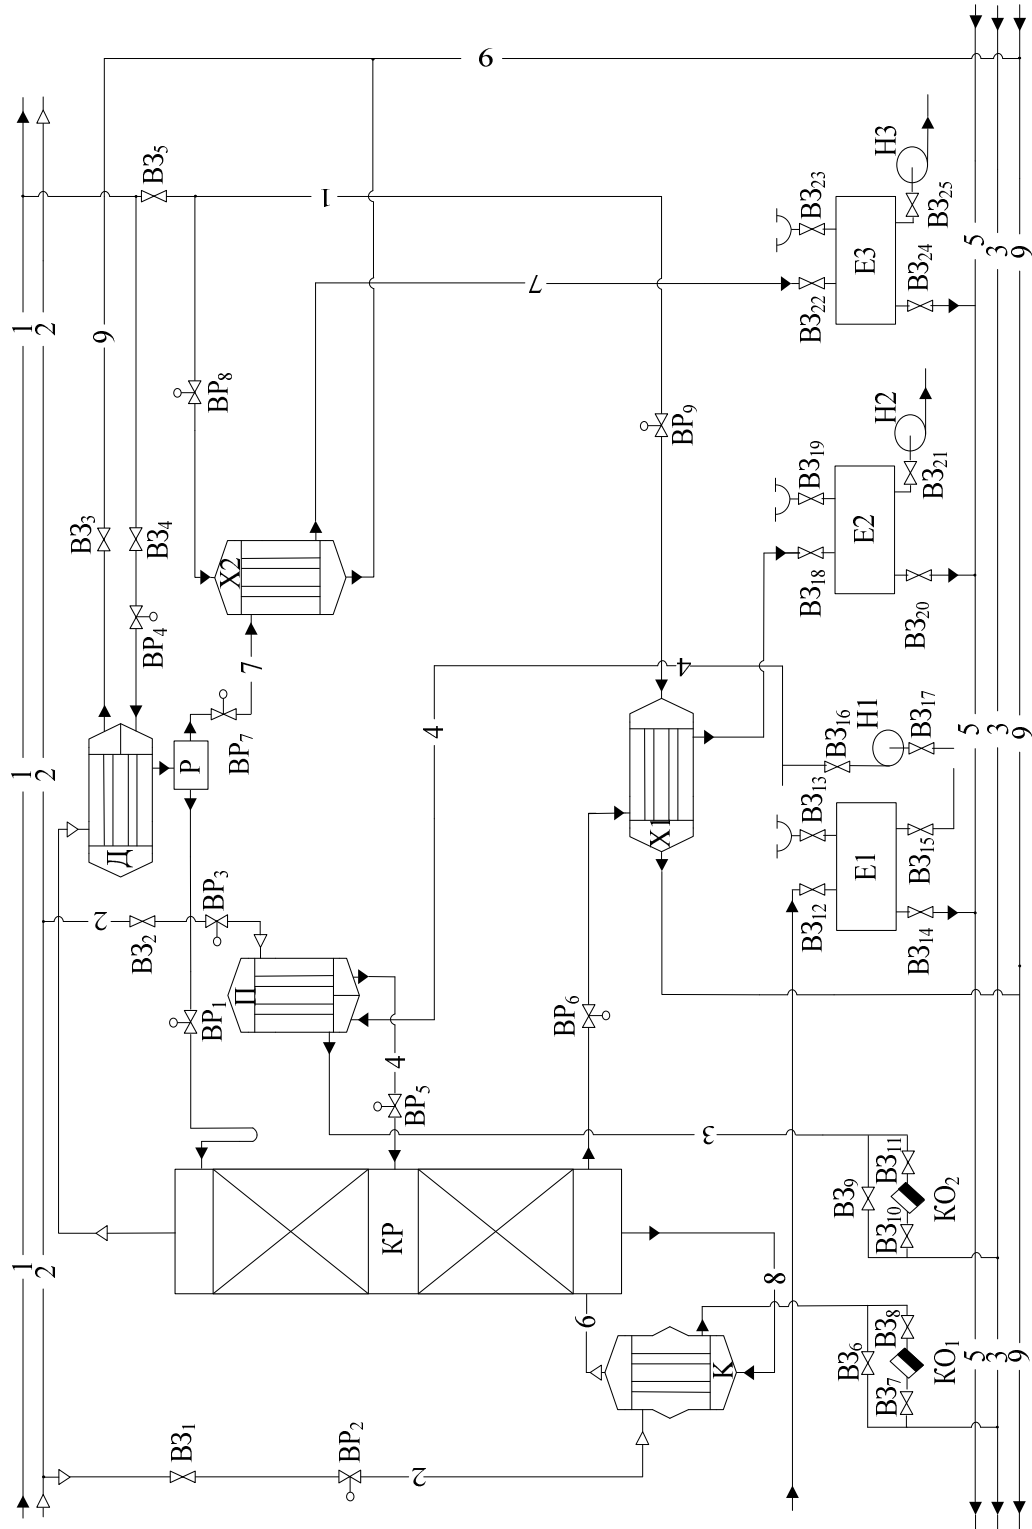 1
1
1
2
2
2
ВЗ3
9
2
Д
ВЗ2
ВР4
ВЗ4
ВЗ5
ВЗ1
Р
ВР1
ВР3
ВР7
7
ВР8
Х2
П
1
ВР2
КР
4
ВР5
4
2
9
7
6
ВР6
Х1
4
ВР9
3
К
8
ВЗ12
ВЗ13
ВЗ16
ВЗ18
ВЗ19
ВЗ22
ВЗ23
ВЗ6
ВЗ9
Е1
Н1
Е2
Е3
ВЗ7
ВЗ8
ВЗ10
ВЗ11
Н2
Н3
ВЗ14
ВЗ15
ВЗ17
ВЗ20
ВЗ21
ВЗ24
ВЗ25
КО1
КО2
5
5
5
3
3
3
9
9
9